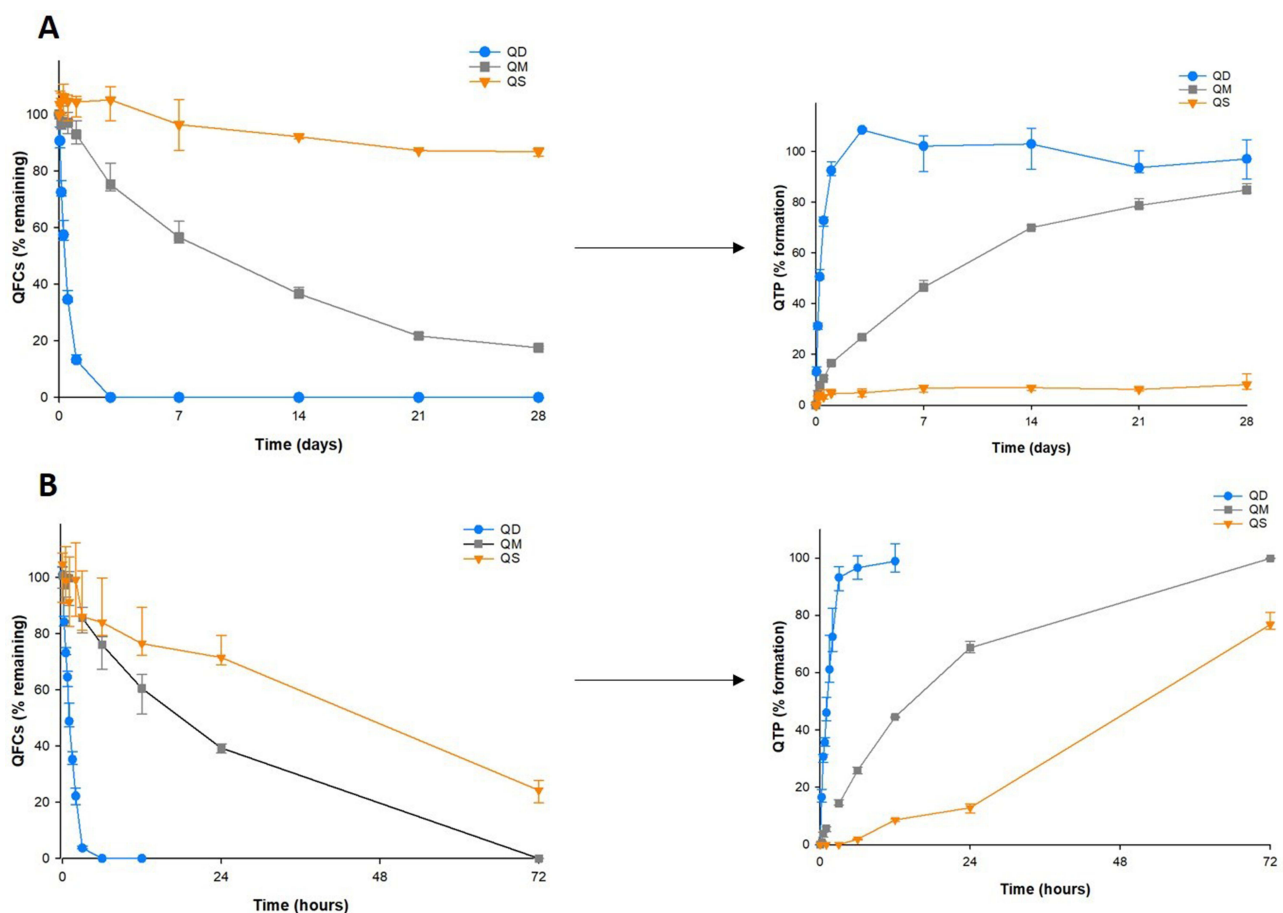 A
QD
QM
QS
QFCs (% remaining)
100
80
60
40
20
0
0 7 14 21 28
Time (days)
QD
QM
QS
QTP (% formation)
100
80
60
40
20
0
0 7 14 21 28
Time (days)
B
QD
QM
QS
QFCs (% remaining)
100
80
60
40
20
0
0 24 48 72
Time (hours)
QD
QM
QS
QTP (% formation)
100
80
60
40
20
0
0 24 48 72
Time (hours)